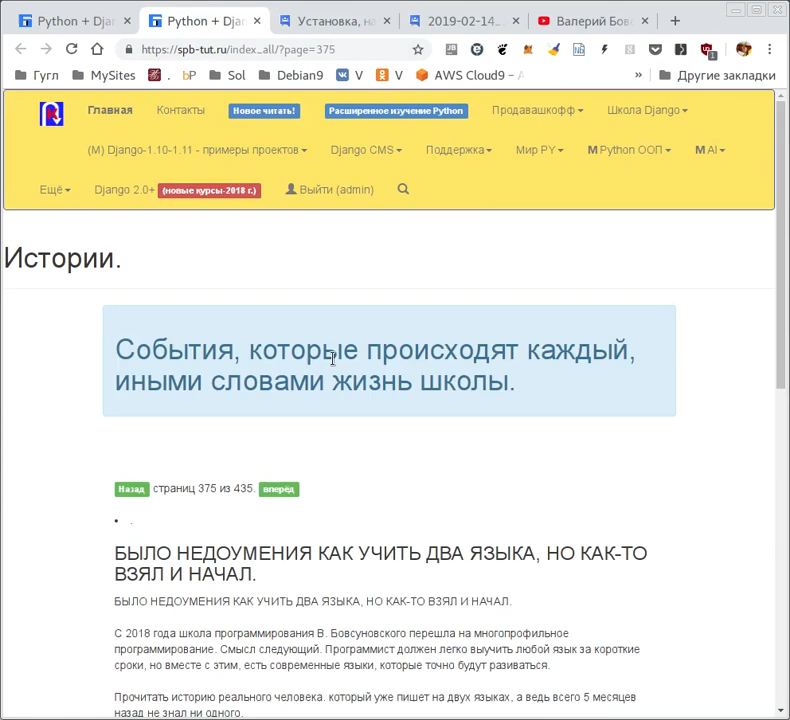 Python + Djan
Python + Djan
Установка, на
2019-02-14_
Валерий Бов
https://spb-tut.ru/index_all/?page=375
Гугл
MySites
.
bP
Sol
Debian9
V
V
AWS Cloud9 – A
»
Другие закладки
Главная
Контакты
Новое читать!
Расширенное изучение Python
Продавашкофф
Школа Django
(M) Django-1.10-1.11 - примеры проектов
Django CMS
Поддержка
Мир PY
М Python ООП
М AI
Ещё
Django 2.0+ (новые курсы-2018 г.)
Выйти (admin)
Истории.
События, которые происходят каждый,
иными словами жизнь школы.
Назад страниц 375 из 435. вперёд
• .
БЫЛО НЕДОУМЕНИЯ КАК УЧИТЬ ДВА ЯЗЫКА, НО КАК-ТО
ВЗЯЛ И НАЧАЛ.
БЫЛО НЕДОУМЕНИЯ КАК УЧИТЬ ДВА ЯЗЫКА, НО КАК-ТО ВЗЯЛ И НАЧАЛ.
С 2018 года школа программирования В. Бовсуновского перешла на многопрофильное
программирование. Смысл следующий. Программист должен легко выучить любой язык за короткие
сроки, но вместе с этим, есть современные языки, которые точно будут разиваться.
Прочитать историю реального человека. который уже пишет на двух языках, а ведь всего 5 месяцев
назад не знал ни одного.